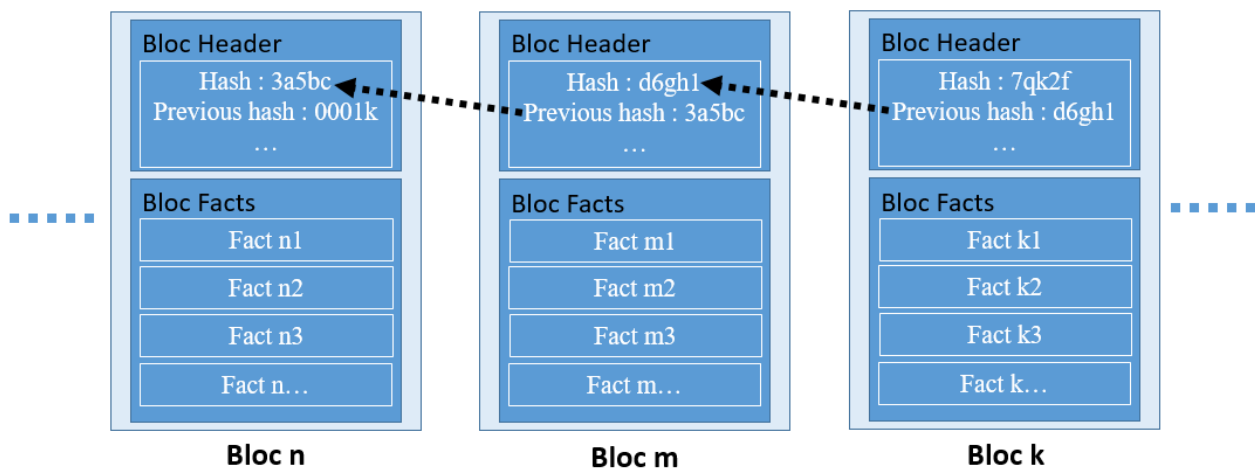 Bloc Header
Hash : 3a5bc
Previous hash : 0001k
…
Bloc Facts
Fact n1
Fact n2
Fact n3
Fact n…
Bloc n
Bloc Header
Hash : d6gh1
Previous hash : 3a5bc
…
Bloc Facts
Fact m1
Fact m2
Fact m3
Fact m…
Bloc m
Bloc Header
Hash : 7qk2f
Previous hash : d6gh1
…
Bloc Facts
Fact k1
Fact k2
Fact k3
Fact k…
Bloc k